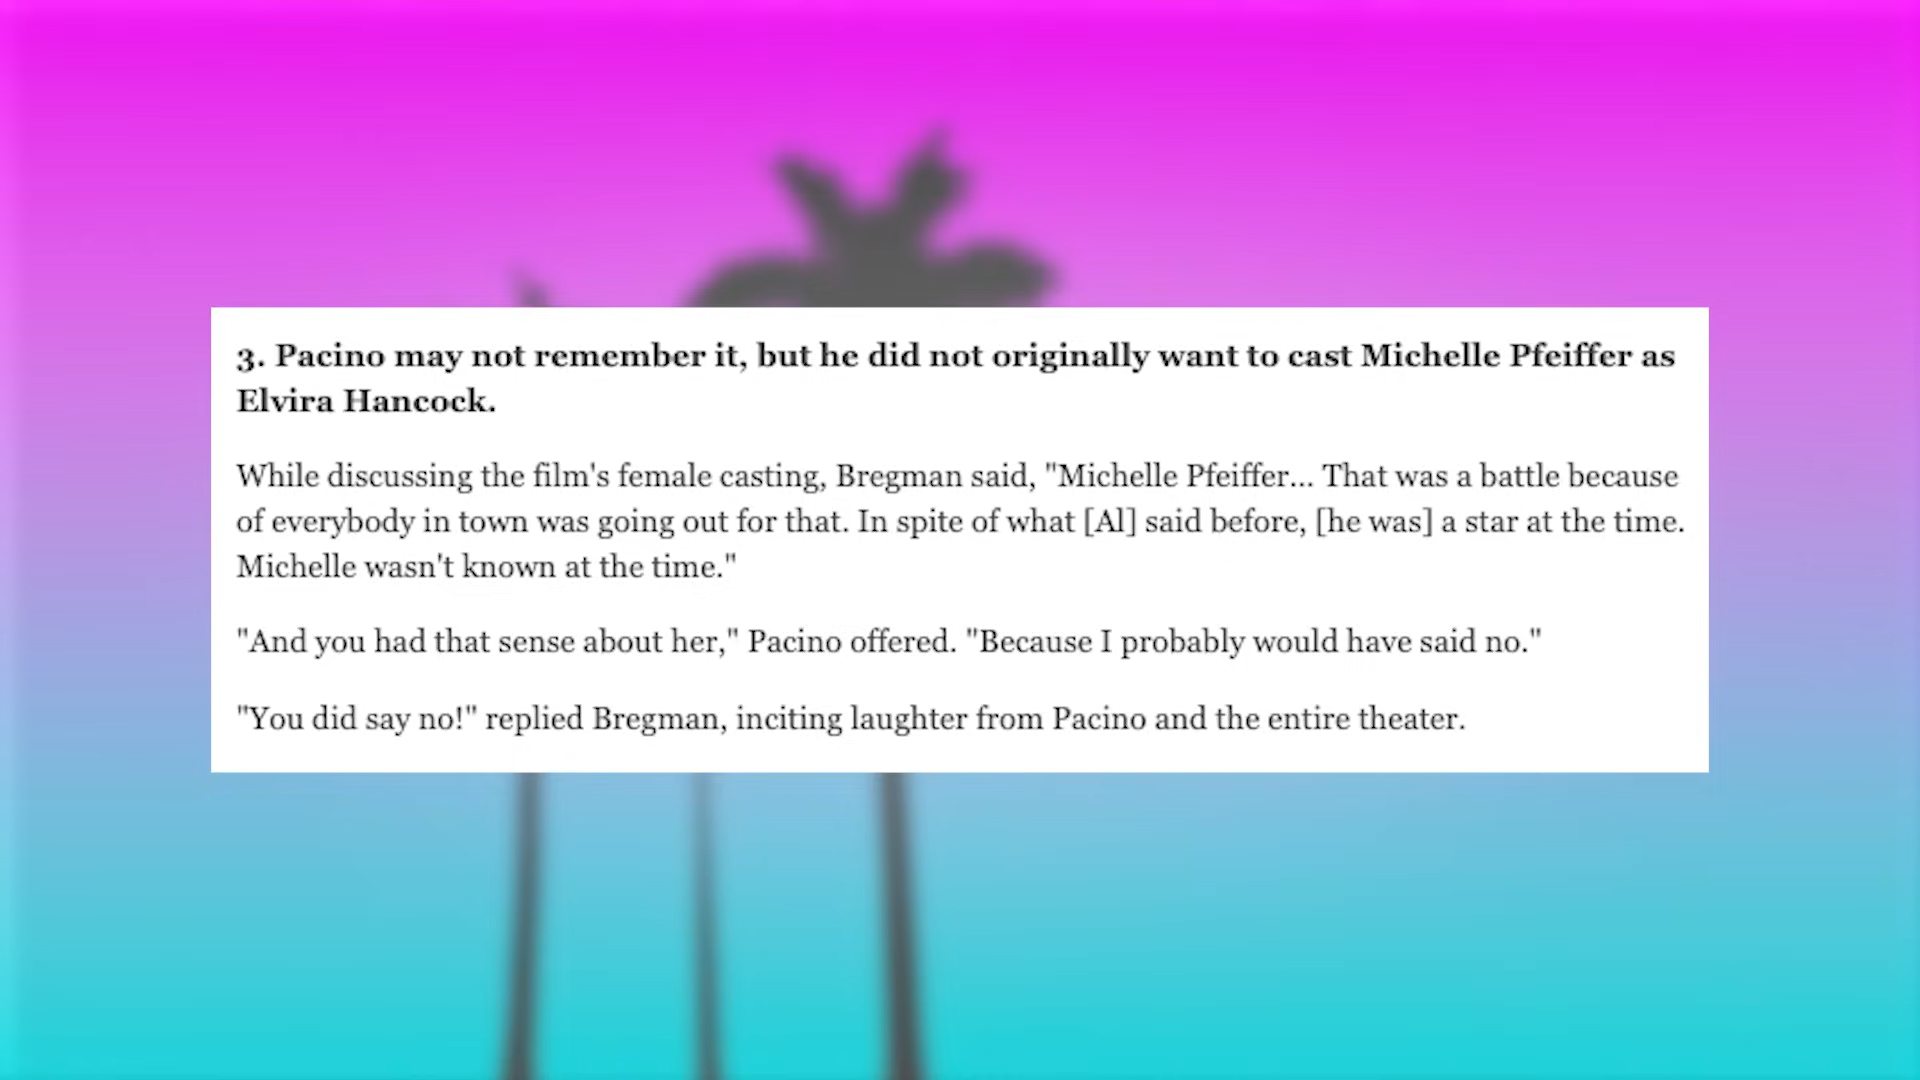 3. Pacino may not remember it, but he did not originally want to cast Michelle Pfeiffer as
Elvira Hancock.
While discussing the film's female casting, Bregman said, "Michelle Pfeiffer... That was a battle because
of everybody in town was going out for that. In spite of what [Al] said before, [he was] a star at the time.
Michelle wasn't known at the time."
"And you had that sense about her," Pacino offered. "Because I probably would have said no."
"You did say no!" replied Bregman, inciting laughter from Pacino and the entire theater.